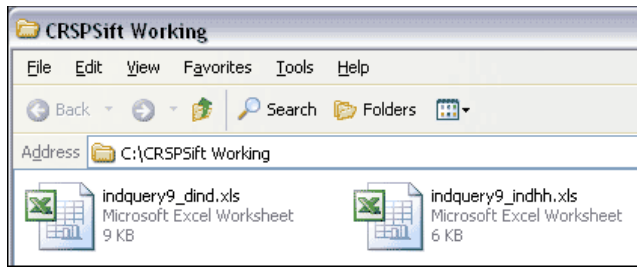 CRSPSift Working
File Edit View Favorites Tools Help
Back Search Folders
Address C:\CRSPSift Working
indquery9_dind.xls indquery9_indhh.xls
Microsoft Excel Worksheet Microsoft Excel Worksheet
9 KB 6 KB